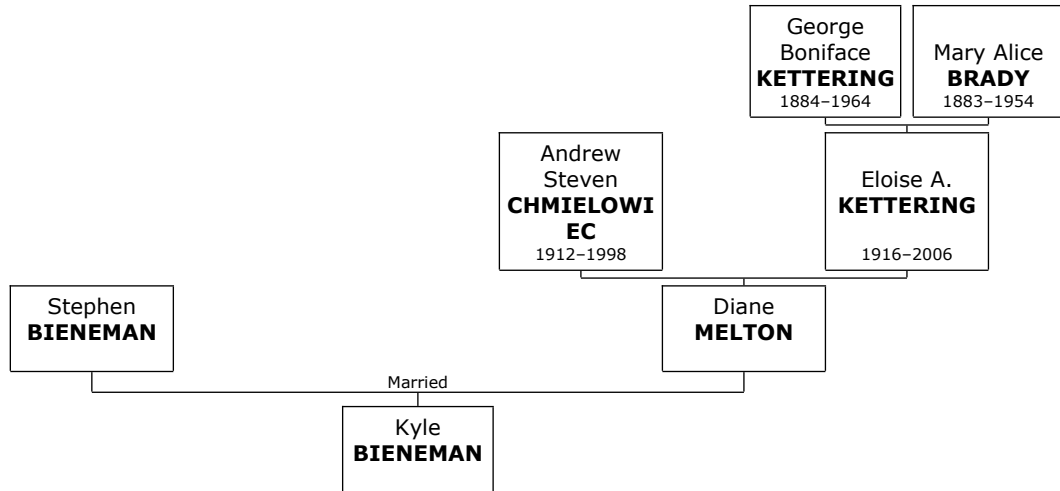 George
Boniface
KETTERING
1884–1964
Mary Alice
BRADY
1883–1954
Andrew
Steven
CHMIELOWI
EC
1912–1998
Eloise A.
KETTERING
1916–2006
Stephen
BIENEMAN
Diane
MELTON
Married
Kyle
BIENEMAN